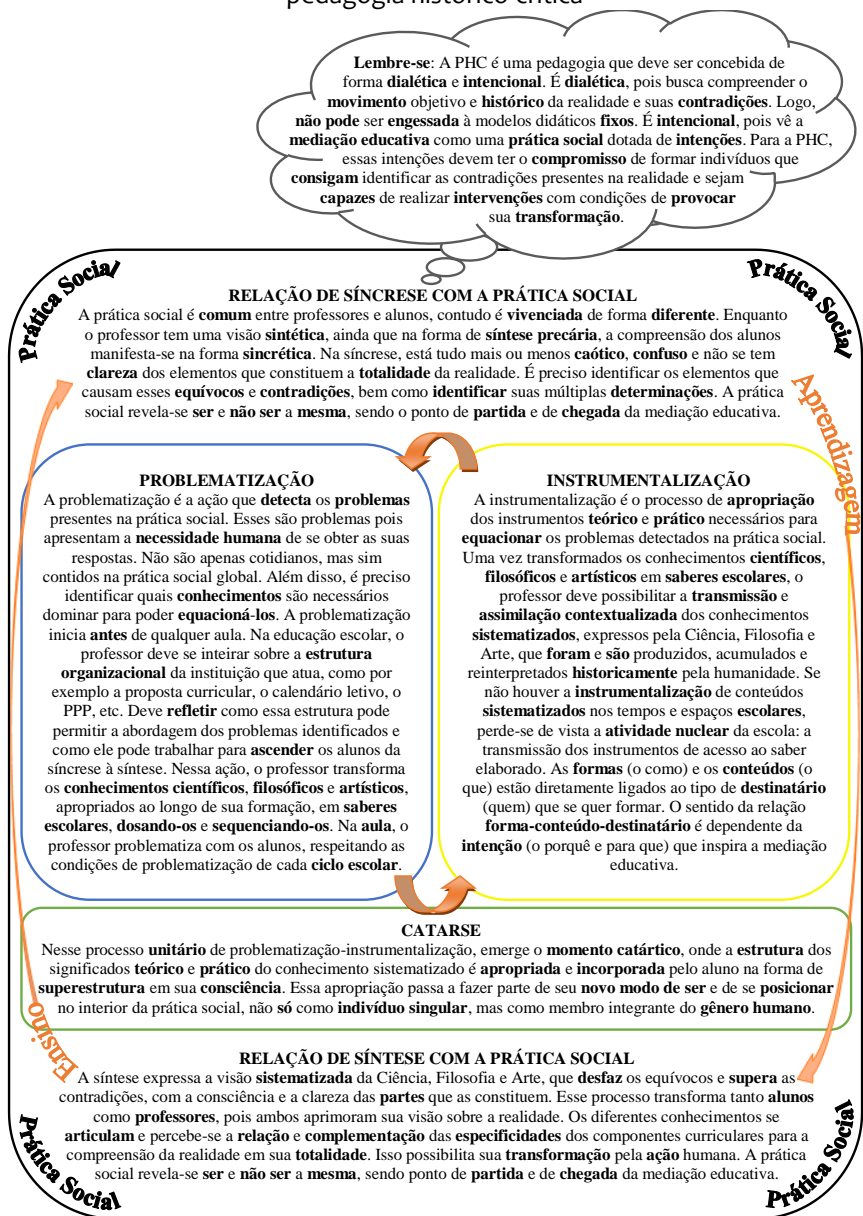 pedagogia histórico-crítica
Lembre-se: A PHC é uma pedagogia que deve ser concebida de
forma dialética e intencional. É dialética, pois busca compreender o
movimento objetivo e histórico da realidade e suas contradições. Logo,
não pode ser engessada à modelos didáticos fixos. É intencional, pois vê a
mediação educativa como uma prática social dotada de intenções. Para a PHC,
essas intenções devem ter o compromisso de formar indivíduos que
consigam identificar as contradições presentes na realidade e sejam
capazes de realizar intervenções com condições de provocar
sua transformação.
Prática Social
Prática Social
RELAÇÃO DE SÍNCRESE COM A PRÁTICA SOCIAL
A prática social é comum entre professores e alunos, contudo é vivenciada de forma diferente. Enquanto
o professor tem uma visão sintética, ainda que na forma de síntese precária, a compreensão dos alunos
manifesta-se na forma sincrética. Na síncrese, está tudo mais ou menos caótico, confuso e não se tem
clareza dos elementos que constituem a totalidade da realidade. É preciso identificar os elementos que
causam esses equívocos e contradições, bem como identificar suas múltiplas determinações. A prática
social revela-se ser e não ser a mesma, sendo o ponto de partida e de chegada da mediação educativa.
Aprendizagem
PROBLEMATIZAÇÃO
A problematização é a ação que detecta os problemas
presentes na prática social. Esses são problemas pois
apresentam a necessidade humana de se obter as suas
respostas. Não são apenas cotidianos, mas sim
contidos na prática social global. Além disso, é preciso
identificar quais conhecimentos são necessários
dominar para poder equacioná-los. A problematização
inicia antes de qualquer aula. Na educação escolar, o
professor deve se inteirar sobre a estrutura
organizacional da instituição que atua, como por
exemplo a proposta curricular, o calendário letivo, o
PPP, etc. Deve refletir como essa estrutura pode
permitir a abordagem dos problemas identificados e
como ele pode trabalhar para ascender os alunos da
síncrese à síntese. Nessa ação, o professor transforma
os conhecimentos científicos, filosóficos e artísticos,
apropriados ao longo de sua formação, em saberes
escolares, dosando-os e sequenciando-os. Na aula, o
professor problematiza com os alunos, respeitando as
condições de problematização de cada ciclo escolar.
INSTRUMENTALIZAÇÃO
A instrumentalização é o processo de apropriação
dos instrumentos teórico e prático necessários para
equacionar os problemas detectados na prática social.
Uma vez transformados os conhecimentos científicos,
filosóficos e artísticos em saberes escolares, o
professor deve possibilitar a transmissão e
assimilação contextualizada dos conhecimentos
sistematizados, expressos pela Ciência, Filosofia e
Arte, que foram e são produzidos, acumulados e
reinterpretados historicamente pela humanidade. Se
não houver a instrumentalização de conteúdos
sistematizados nos tempos e espaços escolares,
perde-se de vista a atividade nuclear da escola: a
transmissão dos instrumentos de acesso ao saber
elaborado. As formas (o como) e os conteúdos (o
que) estão diretamente ligados ao tipo de destinatário
(quem) que se quer formar. O sentido da relação
forma-conteúdo-destinatário é dependente da
intenção (o porquê e para que) que inspira a mediação
educativa.
CATARSE
Nesse processo unitário de problematização-instrumentalização, emerge o momento catártico, onde a estrutura dos
significados teórico e prático do conhecimento sistematizado é apropriada e incorporada pelo aluno na forma de
superestrutura em sua consciência. Essa apropriação passa a fazer parte de seu novo modo de ser e de se posicionar
no interior da prática social, não só como indivíduo singular, mas como membro integrante do gênero humano.
Ensino
RELAÇÃO DE SÍNTESE COM A PRÁTICA SOCIAL
A síntese expressa a visão sistematizada da Ciência, Filosofia e Arte, que desfaz os equívocos e supera as
contradições, com a consciência e a clareza das partes que as constituem. Esse processo transforma tanto alunos
como professores, pois ambos aprimoram sua visão sobre a realidade. Os diferentes conhecimentos se
articulam e percebe-se a relação e complementação das especificidades dos componentes curriculares para a
compreensão da realidade em sua totalidade. Isso possibilita sua transformação pela ação humana. A prática
social revela-se ser e não ser a mesma, sendo ponto de partida e de chegada da mediação educativa.
Prática Social
Prática Social